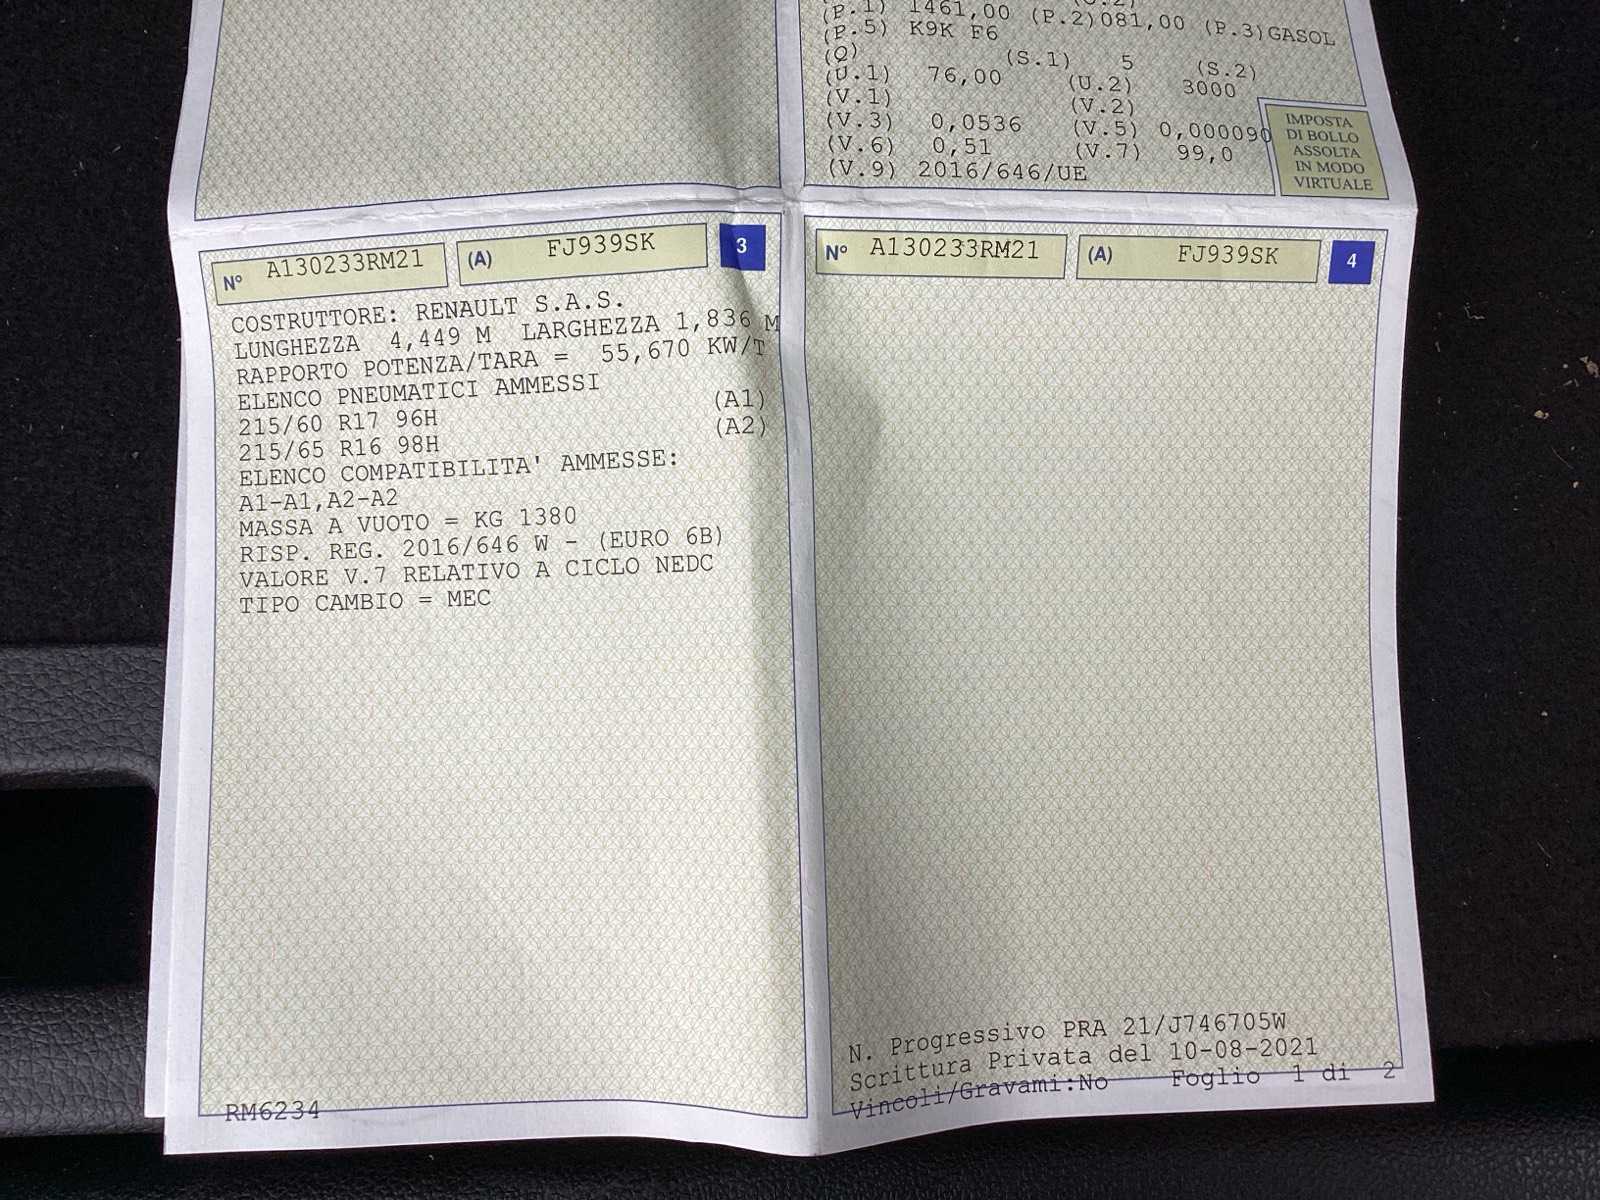 (P.1) 1461,00 (P.2)081,00 (P.3)GASOL
(P.5) K9K F6
(Q) (S.1) 5 (S.2)
(U.1) 76,00 (U.2) 3000
(V.1) (V.2)
(V.3) 0,0536 (V.5) 0,000090
(V.6) 0,51 (V.7) 99,0
(V.9) 2016/646/UE
IMPOSTA
DI BOLLO
ASSOLTA
IN MODO
VIRTUALE
N° A130233RM21 (A) FJ939SK 3
COSTRUTTORE: RENAULT S.A.S.
LUNGHEZZA 4,449 M LARGHEZZA 1,836 M
RAPPORTO POTENZA/TARA = 55,670 KW/T
ELENCO PNEUMATICI AMMESSI
215/60 R17 96H (A1)
215/65 R16 98H (A2)
ELENCO COMPATIBILITA' AMMESSE:
A1-A1,A2-A2
MASSA A VUOTO = KG 1380
RISP. REG. 2016/646 W - (EURO 6B)
VALORE V.7 RELATIVO A CICLO NEDC
TIPO CAMBIO = MEC
RM6234
N° A130233RM21 (A) FJ939SK 4
N. Progressivo PRA 21/J746705W
Scrittura Privata del 10-08-2021
Vincoli/Gravami:No Foglio 1 di 2